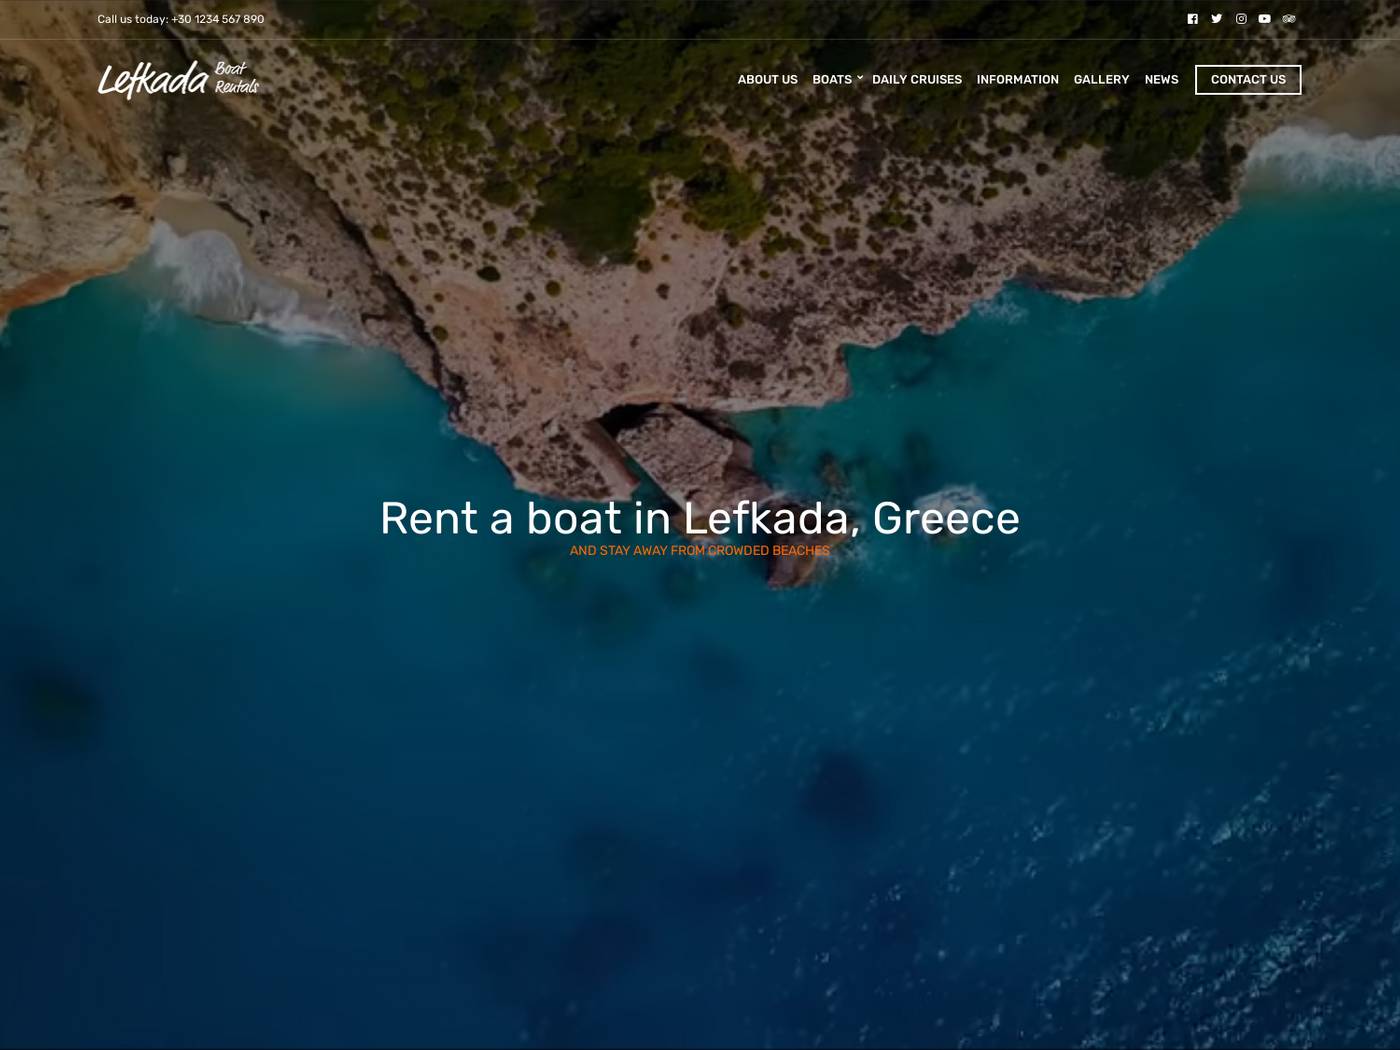 Call us today: +30 1234 567 890
Lefkada Boat Rentals
ABOUT US BOATS DAILY CRUISES INFORMATION GALLERY NEWS CONTACT US
Rent a boat in Lefkada, Greece
AND STAY AWAY FROM CROWDED BEACHES